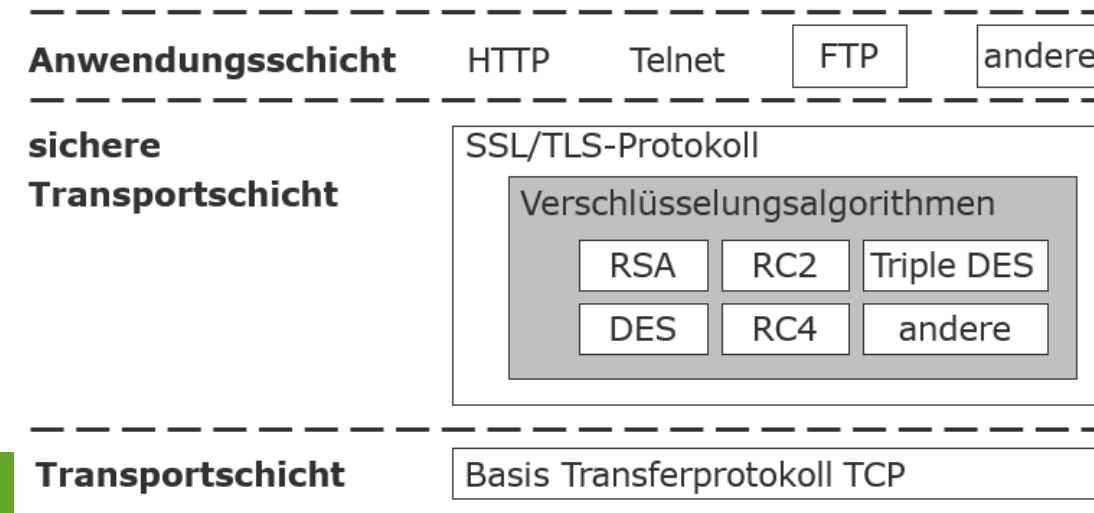 Anwendungsschicht HTTP Telnet FTP andere
sichere
Transportschicht
SSL/TLS-Protokoll
Verschlüsselungsalgorithmen
RSA RC2 Triple DES
DES RC4 andere
Transportschicht Basis Transferprotokoll TCP